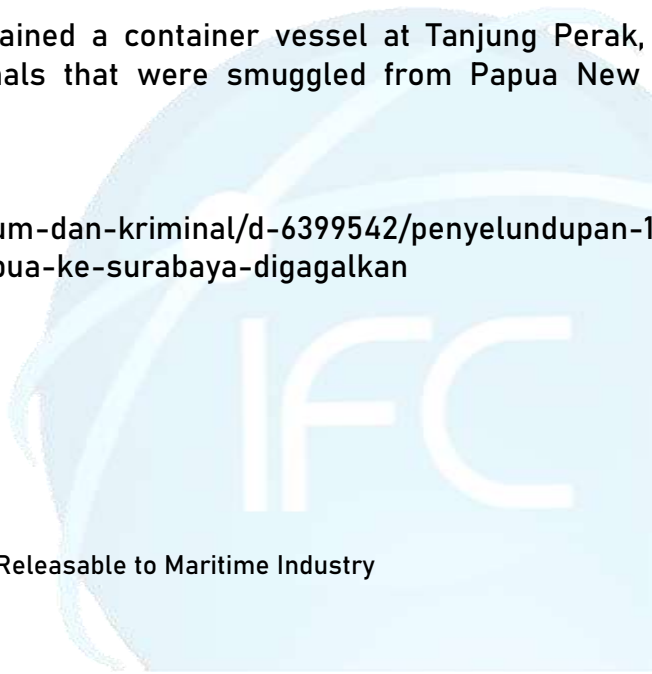 ained a container vessel at Tanjung Perak,
als that were smuggled from Papua New
um-dan-kriminal/d-6399542/penyelundupan-1
ua-ke-surabaya-digagalkan
IFC
Releasable to Maritime Industry